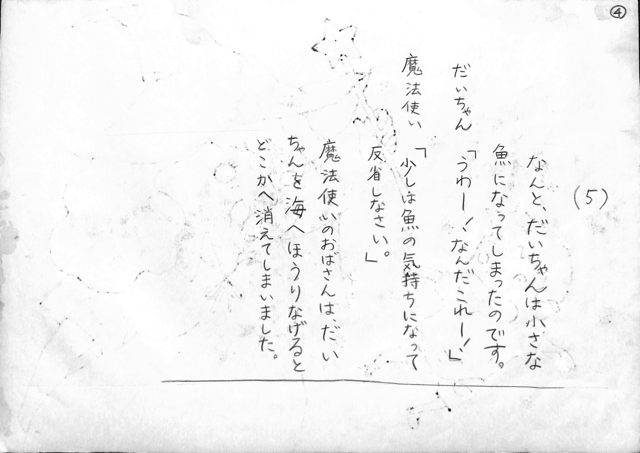 ④
(5)
なんと、だいちゃんは小さな
魚になってしまったのです。
だいちゃん「うわー！なんだこれー！」
魔法使い「少しは魚の気持ちになって
反省しなさい。」
魔法使いのおばさんは、だい
ちゃんを海へほうりなげると
どこかへ消えてしまいました。